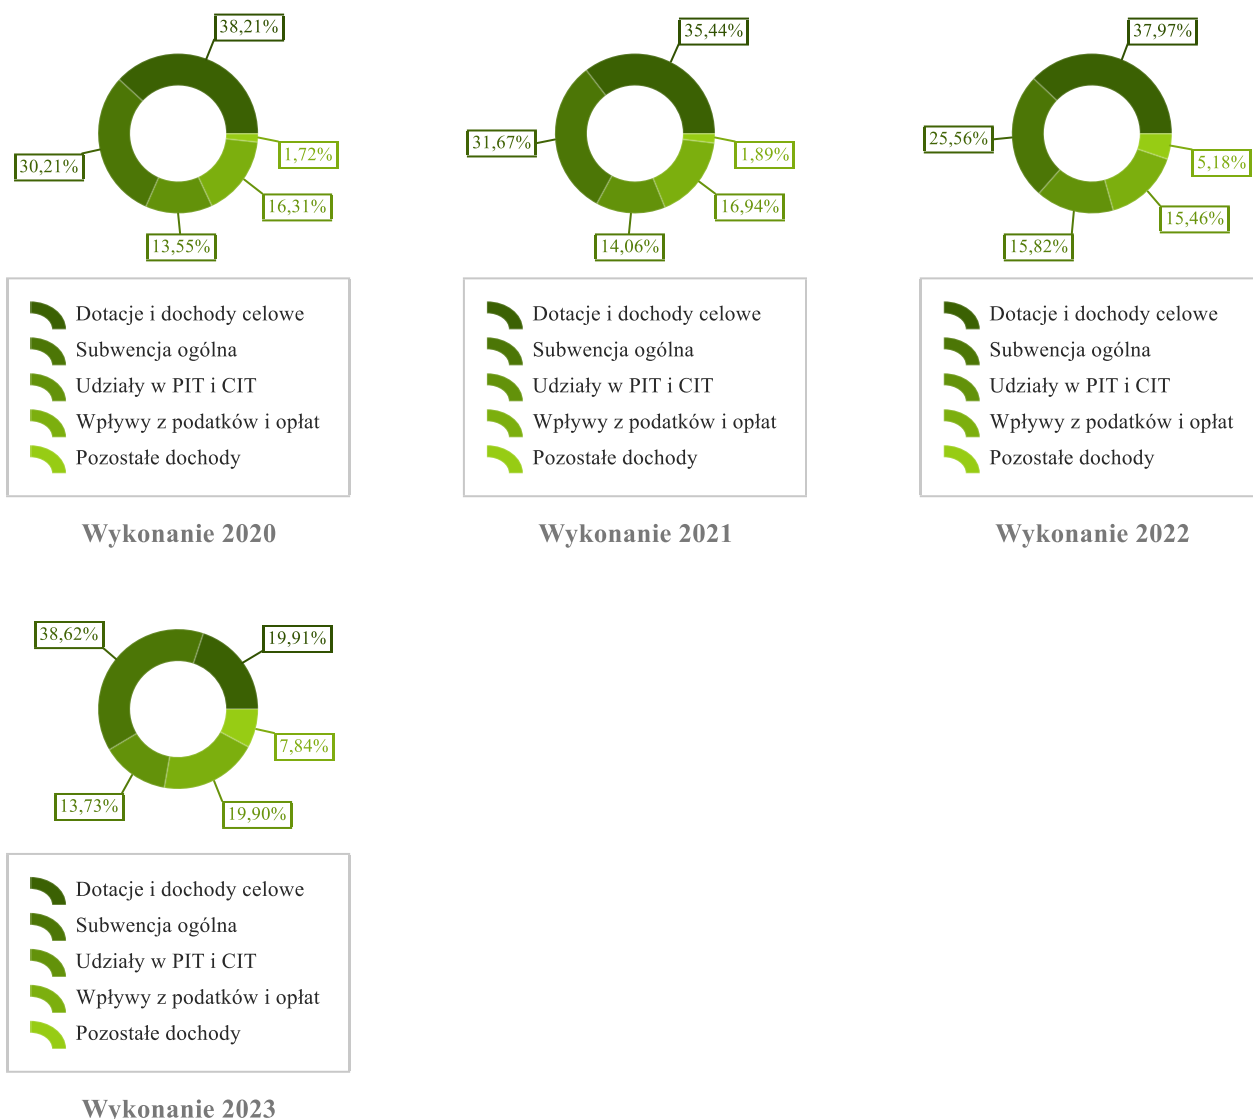 38,21%
30,21%
1,72%
16,31%
13,55%
Dotacje i dochody celowe
Subwencja ogólna
Udziały w PIT i CIT
Wpływy z podatków i opłat
Pozostałe dochody
Wykonanie 2020
35,44%
31,67%
1,89%
16,94%
14,06%
Dotacje i dochody celowe
Subwencja ogólna
Udziały w PIT i CIT
Wpływy z podatków i opłat
Pozostałe dochody
Wykonanie 2021
37,97%
25,56%
5,18%
15,46%
15,82%
Dotacje i dochody celowe
Subwencja ogólna
Udziały w PIT i CIT
Wpływy z podatków i opłat
Pozostałe dochody
Wykonanie 2022
38,62%
19,91%
7,84%
13,73%
19,90%
Dotacje i dochody celowe
Subwencja ogólna
Udziały w PIT i CIT
Wpływy z podatków i opłat
Pozostałe dochody
Wykonanie 2023